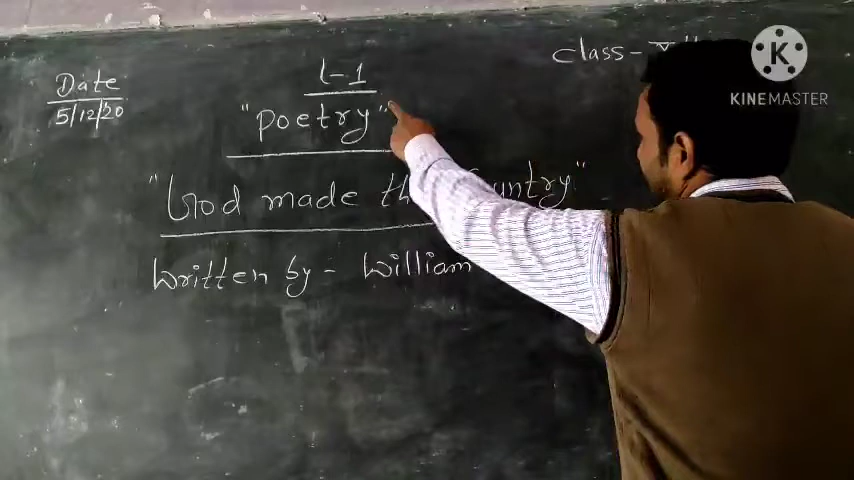 class-
Date
5/12/20
L-1
"Poetry"
"God made the Country"
Written by - William
K
KINEMASTER